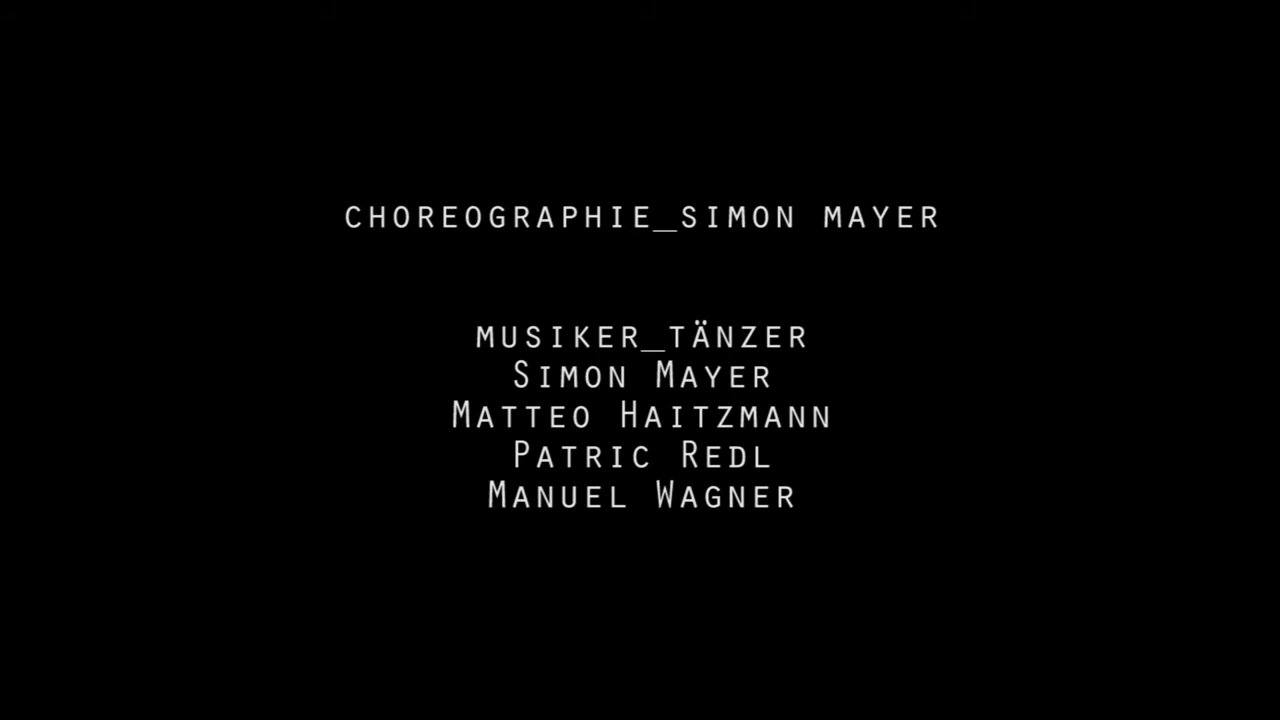 CHOREOGRAPHIE_SIMON MAYER
MUSIKER_TÄNZER
SIMON MAYER
MATTEO HAITZMANN
PATRIC REDL
MANUEL WAGNER